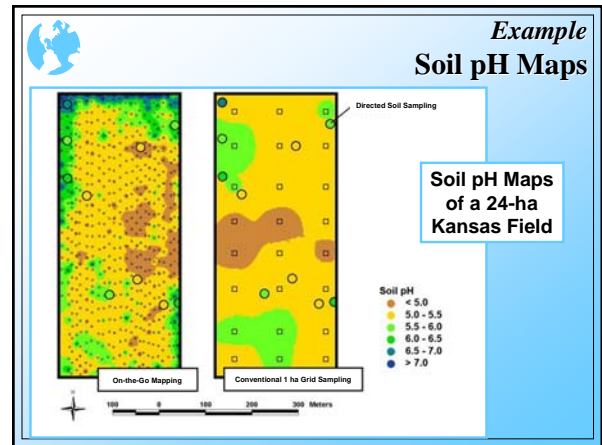 Example
Soil pH Maps
Directed Soil Sampling
Soil pH Maps
of a 24-ha
Kansas Field
Soil pH
< 5.0
5.0 - 5.5
5.5 - 6.0
6.0 - 6.5
6.5 - 7.0
> 7.0
On-the-Go Mapping
Conventional 1 ha Grid Sampling
100 0 100 200 300 Meters